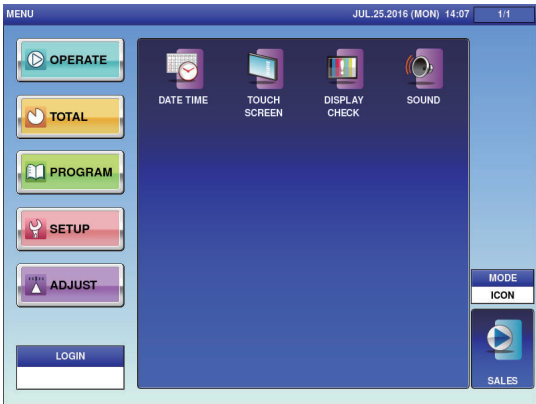 MENU
JUL.25.2016 (MON) 14:07
1/1
OPERATE
TOTAL
PROGRAM
SETUP
ADJUST
LOGIN
DATE TIME
TOUCH
SCREEN
DISPLAY
CHECK
SOUND
MODE
ICON
SALES